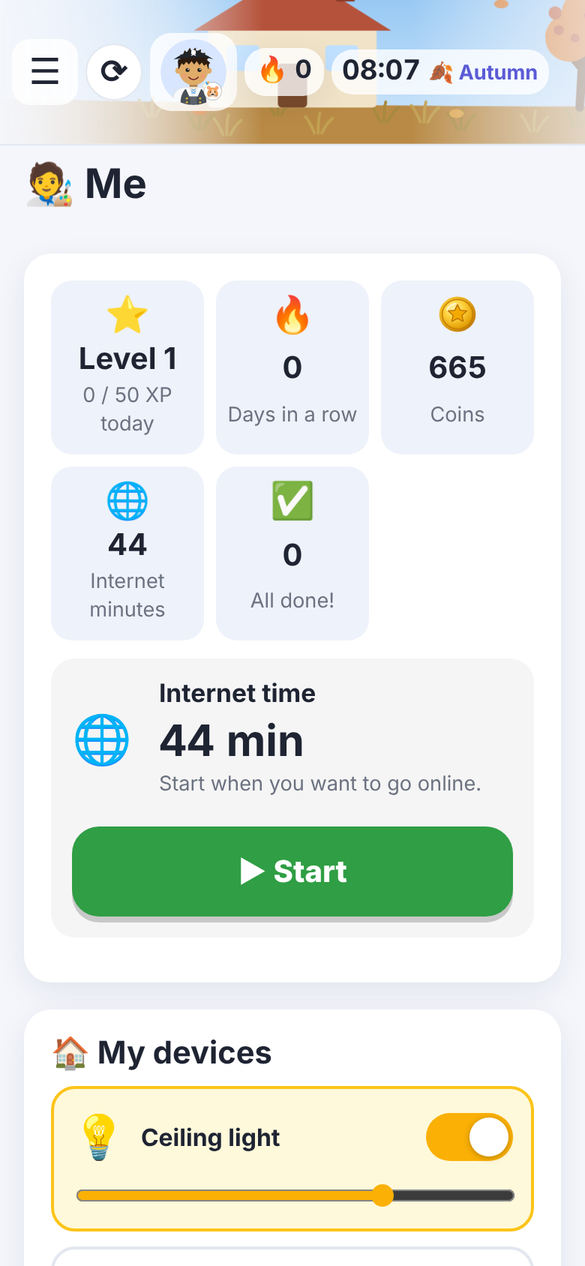 ☰ ⟳ 🔥 0 08:07 🍂 Autumn
🧑‍🎨 Me
⭐ 🔥 🪙
Level 1 0 665
0 / 50 XP today Days in a row Coins
🌐 ✅
44 0
Internet minutes All done!
Internet time
44 min
Start when you want to go online.
▶ Start
🏠 My devices
Ceiling light